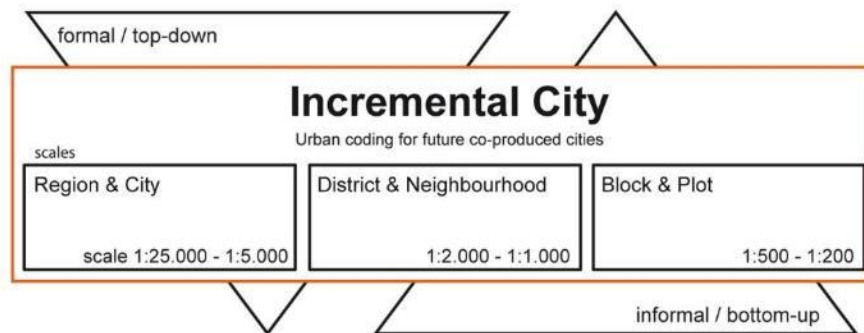 formal / top-down
Incremental City
Urban coding for future co-produced cities
scales
Region & City
scale 1:25.000 - 1:5.000
District & Neighbourhood
1:2.000 - 1:1.000
Block & Plot
1:500 - 1:200
informal / bottom-up